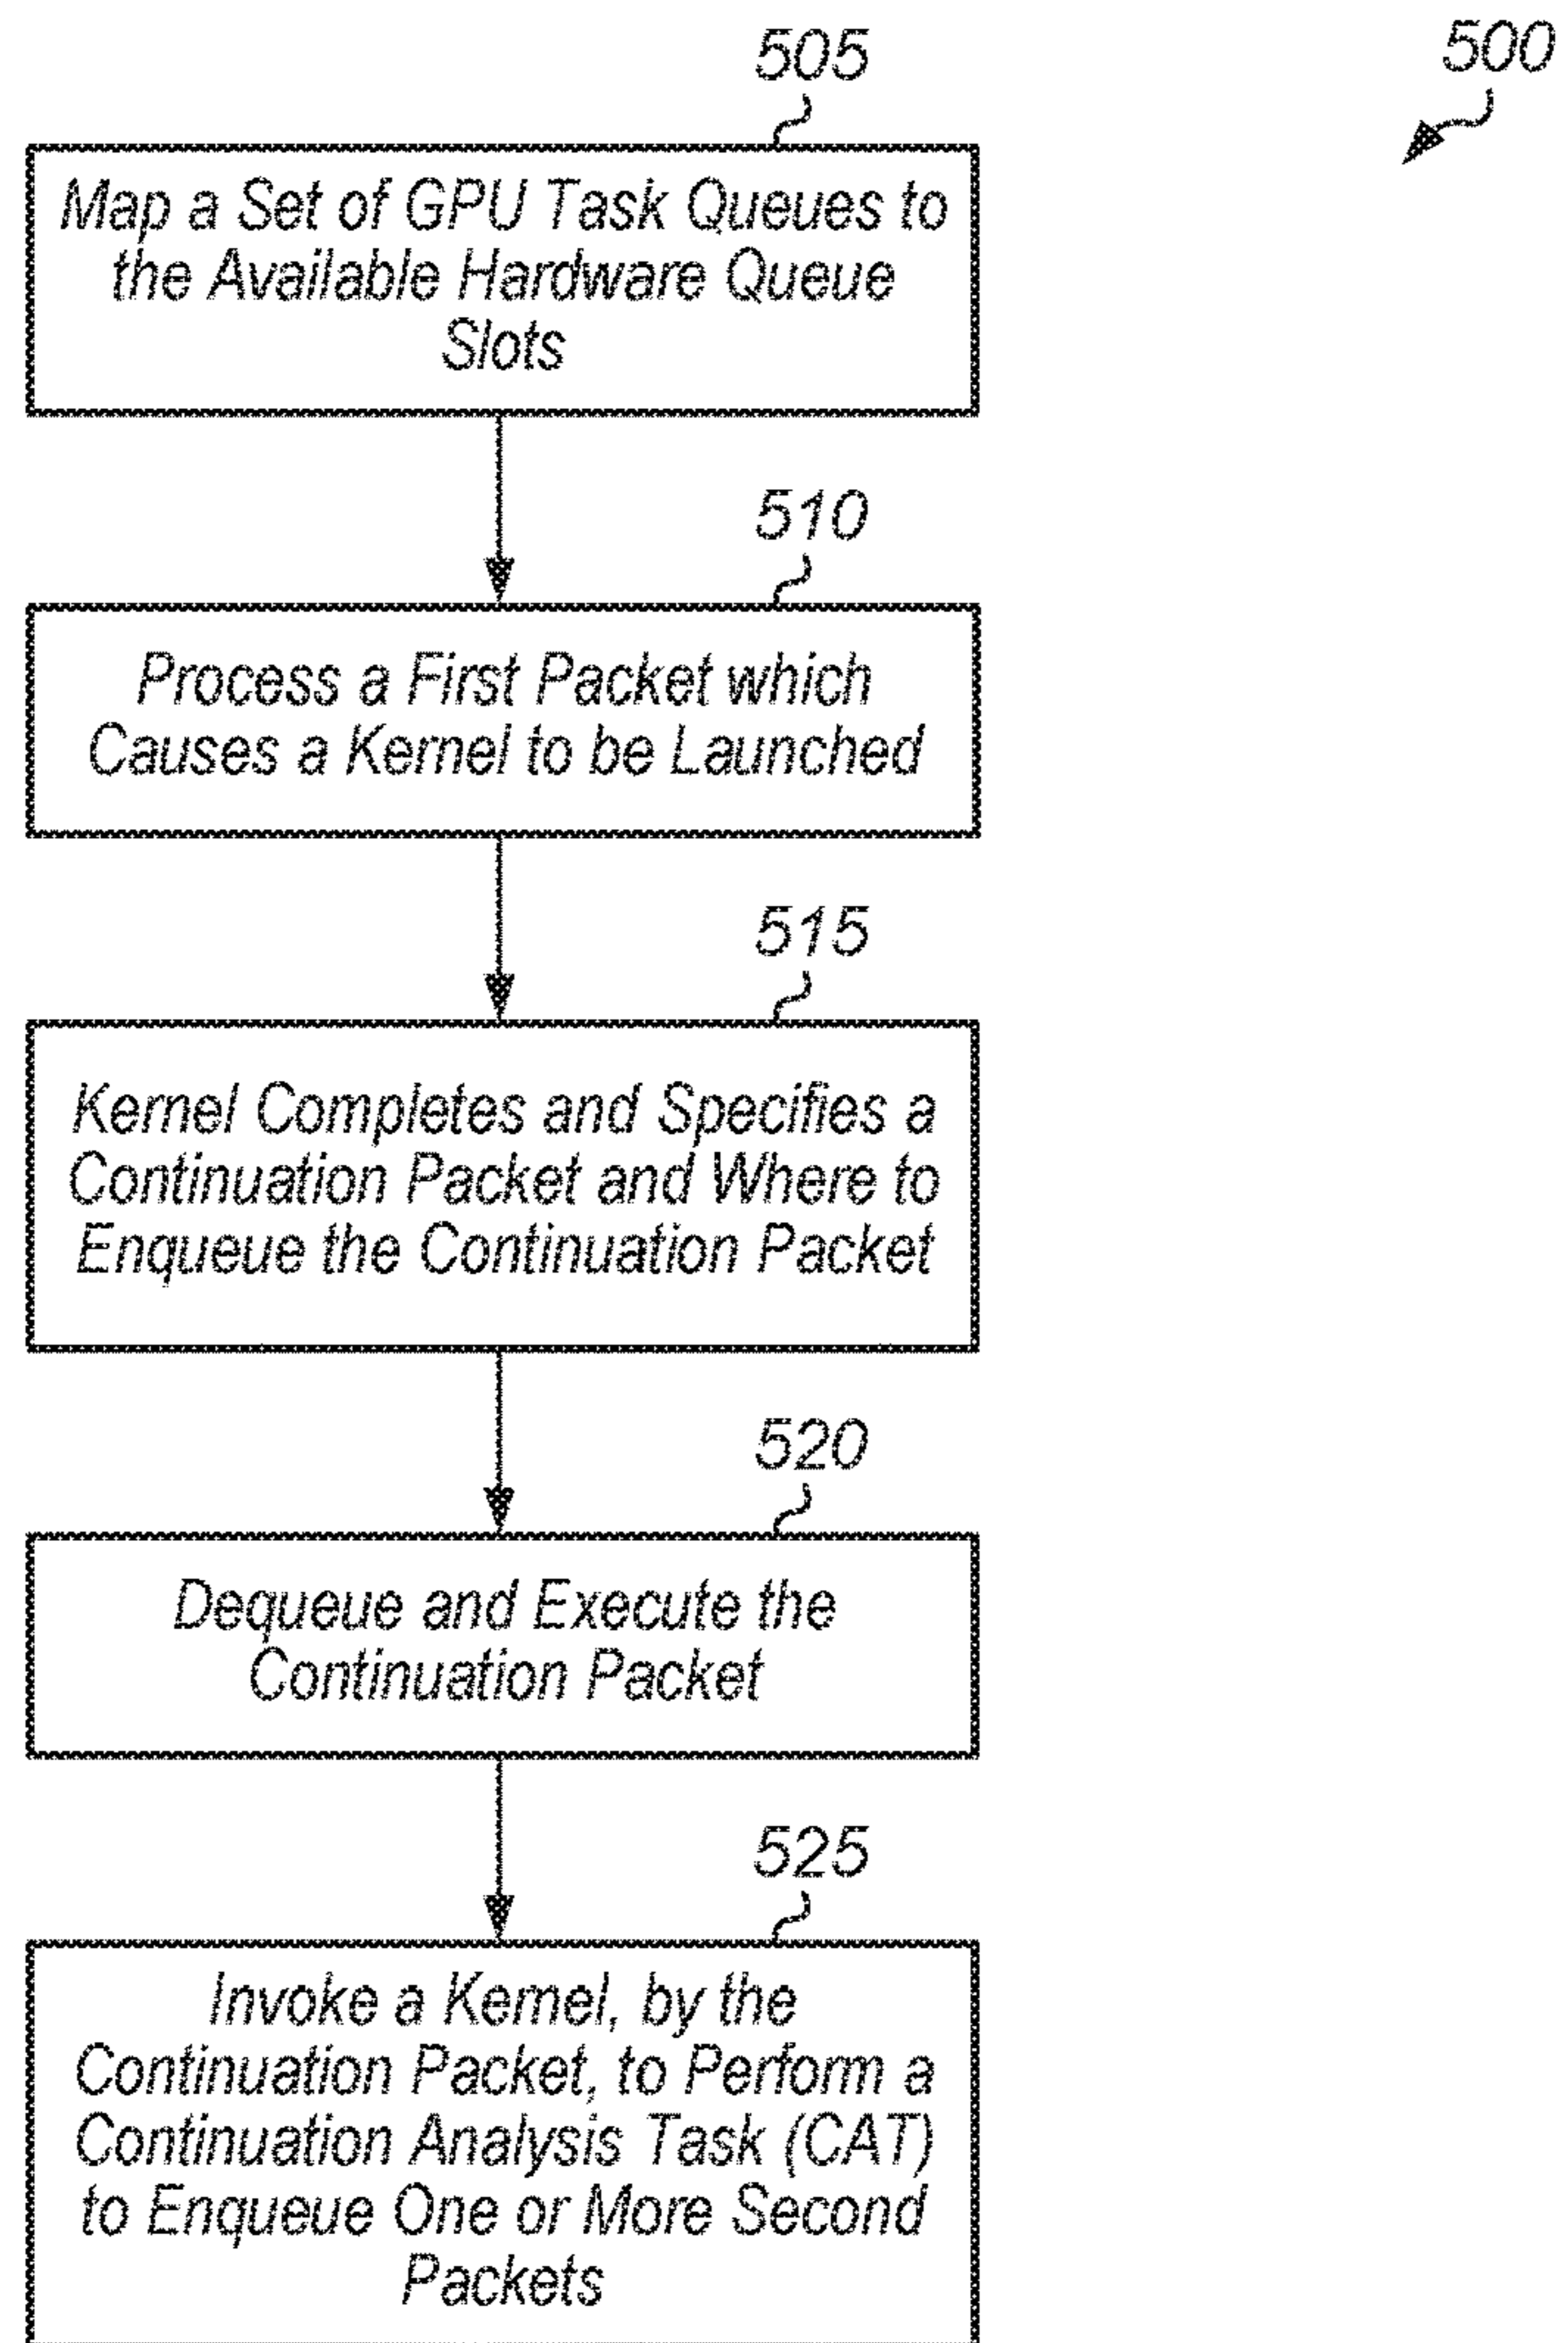 505
500
Map a Set of GPU Task Queues to
the Available Hardware Queue
Slots
510
Process a First Packet which
Causes a Kernel to be Launched
515
Kernel Completes and Specifies a
Continuation Packet and Where to
Enqueue the Continuation Packet
520
Dequeue and Execute the
Continuation Packet
525
Invoke a Kernel, by the
Continuation Packet, to Perform a
Continuation Analysis Task (CAT)
to Enqueue One or More Second
Packets